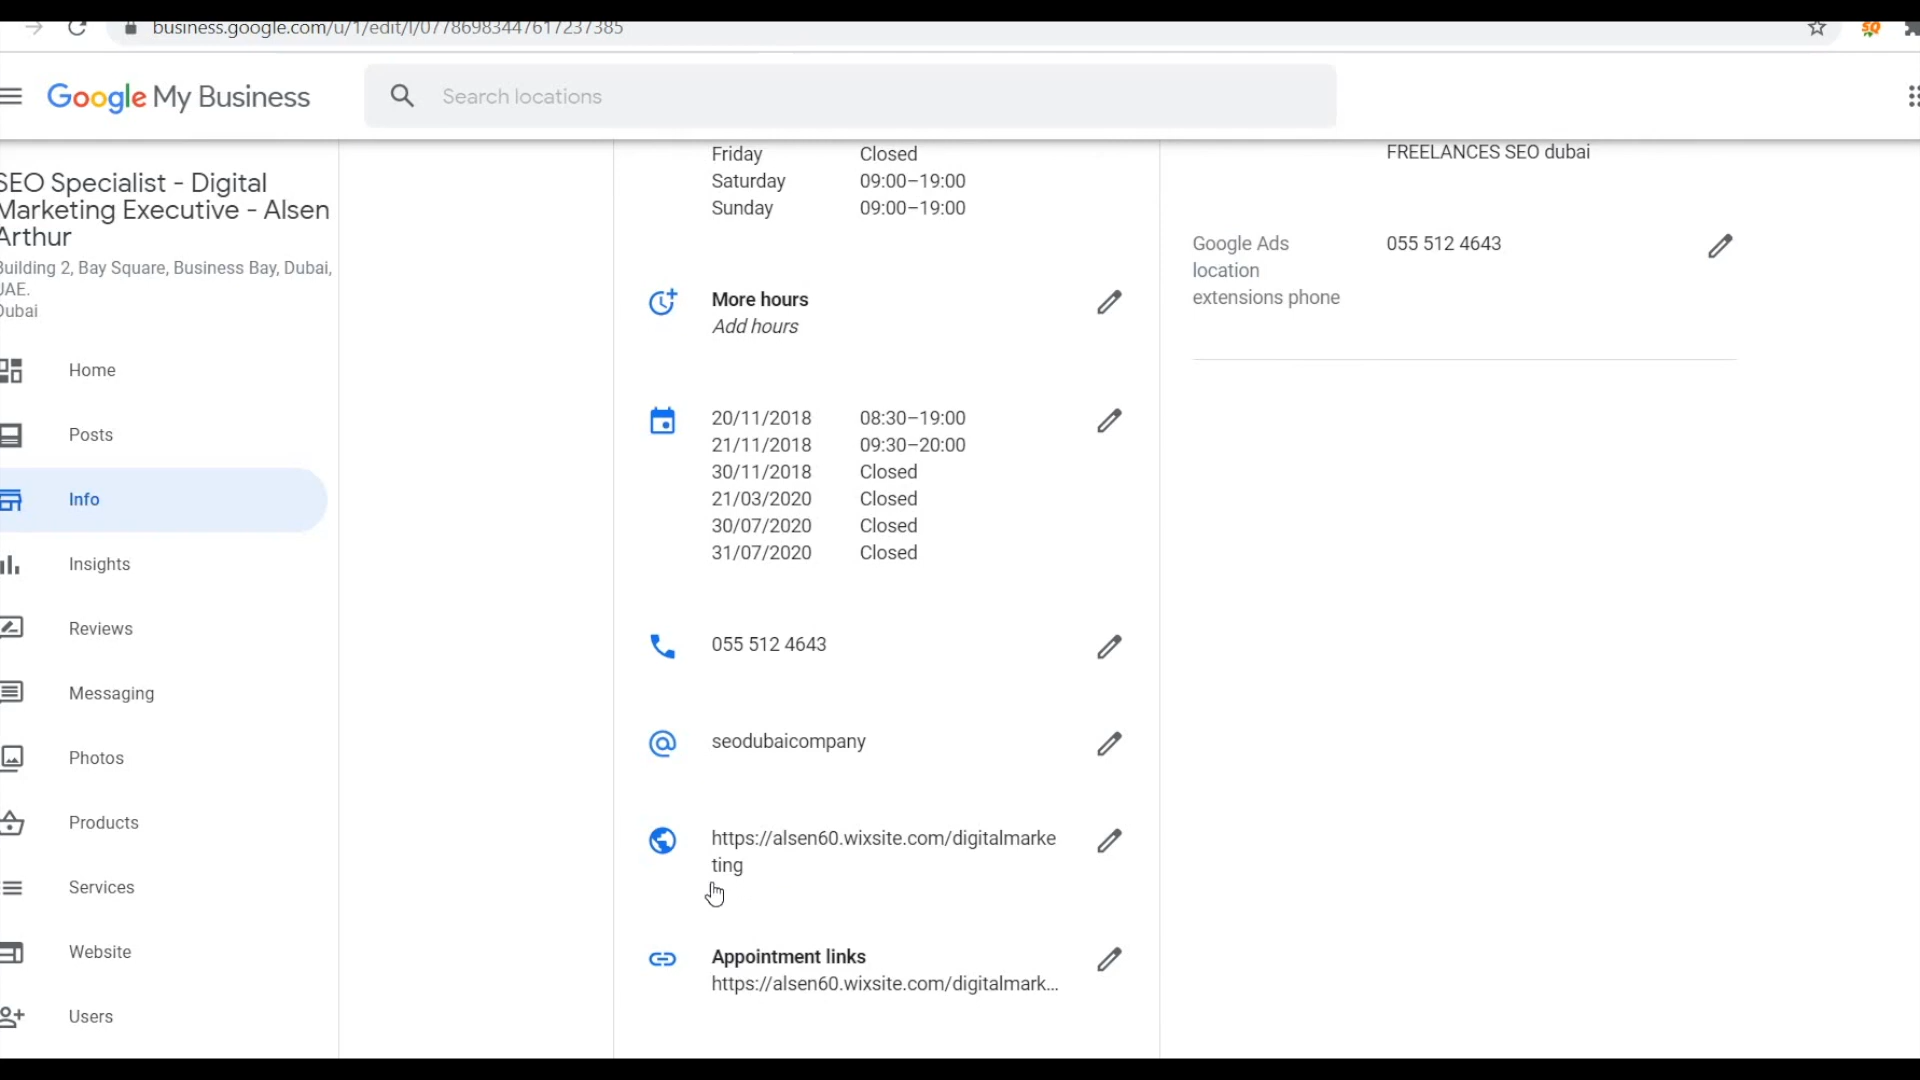 business.google.com/u/1/edit/l/07786983447617237385
Google My Business
Search locations
SEO Specialist - Digital
Marketing Executive - Alsen
Arthur
Building 2, Bay Square, Business Bay, Dubai,
UAE.
Dubai
Home
Posts
Info
Insights
Reviews
Messaging
Photos
Products
Services
Website
Users
Friday Closed
Saturday 09:00–19:00
Sunday 09:00–19:00
More hours
Add hours
20/11/2018 08:30–19:00
21/11/2018 09:30–20:00
30/11/2018 Closed
21/03/2020 Closed
30/07/2020 Closed
31/07/2020 Closed
055 512 4643
seodubaicompany
https://alsen60.wixsite.com/digitalmarke
ting
Appointment links
https://alsen60.wixsite.com/digitalmark...
FREELANCES SEO dubai
Google Ads
location
extensions phone
055 512 4643